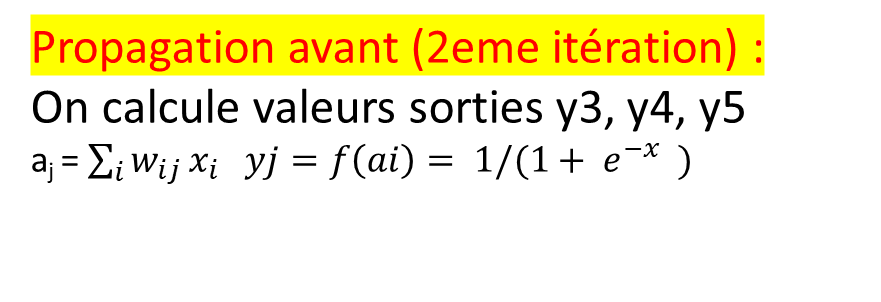 Propagation avant (2eme itération) :
On calcule valeurs sorties y3, y4, y5
aⱼ = ∑ᵢ wᵢⱼ xᵢ yj = f(ai) = 1/(1 + e⁻ˣ )